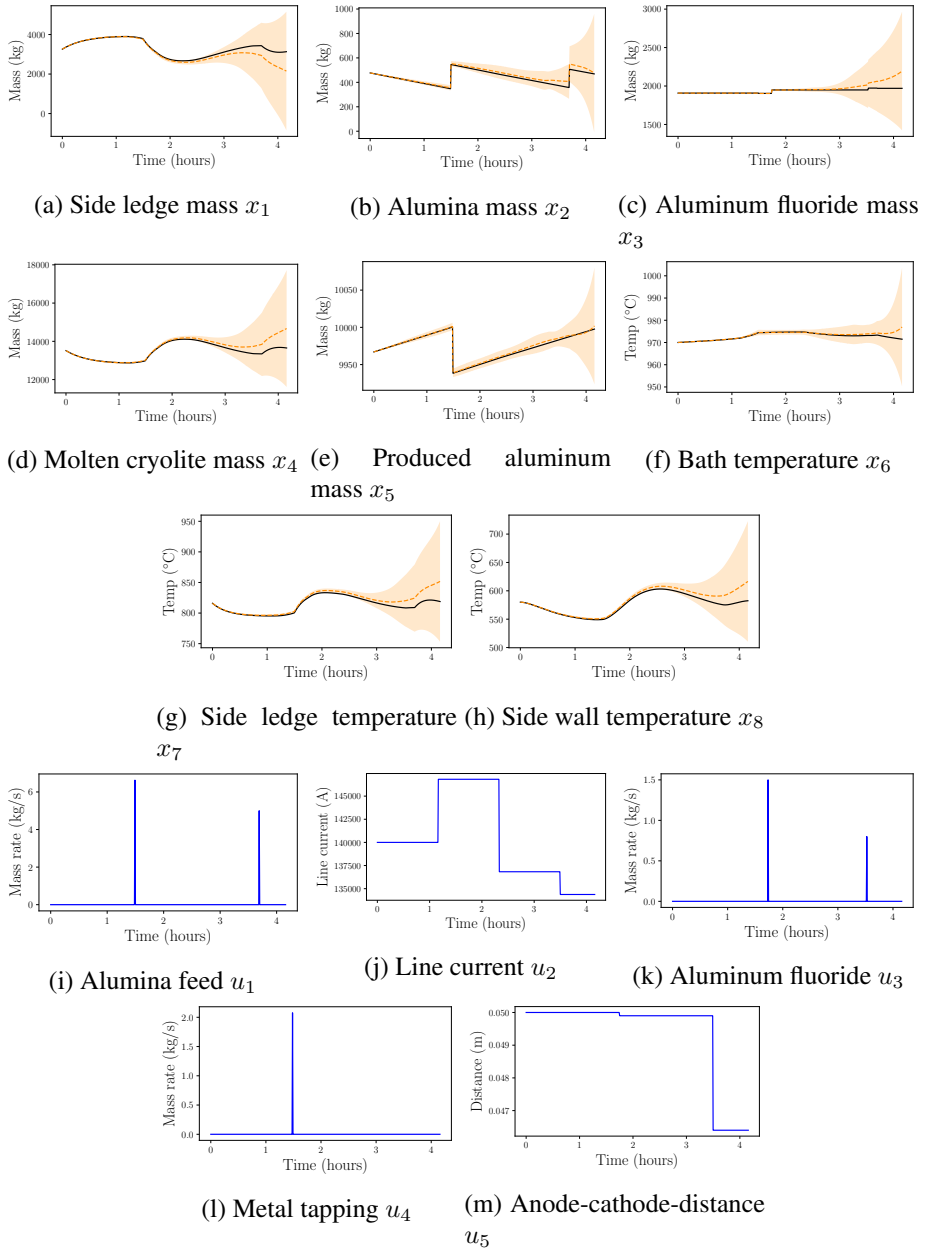 4000
2000
0
Mass (kg)
0 1 2 3 4
Time (hours)
(a) Side ledge mass x₁
1000
800
600
400
200
0
Mass (kg)
0 1 2 3 4
Time (hours)
(b) Alumina mass x₂
3000
2500
2000
1500
Mass (kg)
0 1 2 3 4
Time (hours)
(c) Aluminum fluoride mass
x₃
18000
16000
14000
12000
Mass (kg)
0 1 2 3 4
Time (hours)
(d) Molten cryolite mass x₄
10050
10000
9950
Mass (kg)
0 1 2 3 4
Time (hours)
(e) Produced aluminum
mass x₅
1000
990
980
970
960
950
Temp (°C)
0 1 2 3 4
Time (hours)
(f) Bath temperature x₆
950
900
850
800
750
Temp (°C)
0 1 2 3 4
Time (hours)
(g) Side ledge temperature
x₇
700
650
600
550
500
Temp (°C)
0 1 2 3 4
Time (hours)
(h) Side wall temperature x₈
6
4
2
0
Mass rate (kg/s)
0 1 2 3 4
Time (hours)
(i) Alumina feed u₁
145000
142500
140000
137500
135000
Line current (A)
0 1 2 3 4
Time (hours)
(j) Line current u₂
1.5
1.0
0.5
0.0
Mass rate (kg/s)
0 1 2 3 4
Time (hours)
(k) Aluminum fluoride u₃
2.0
1.5
1.0
0.5
0.0
Mass rate (kg/s)
0 1 2 3 4
Time (hours)
(l) Metal tapping u₄
0.050
0.049
0.048
0.047
Distance (m)
0 1 2 3 4
Time (hours)
(m) Anode-cathode-distance
u₅